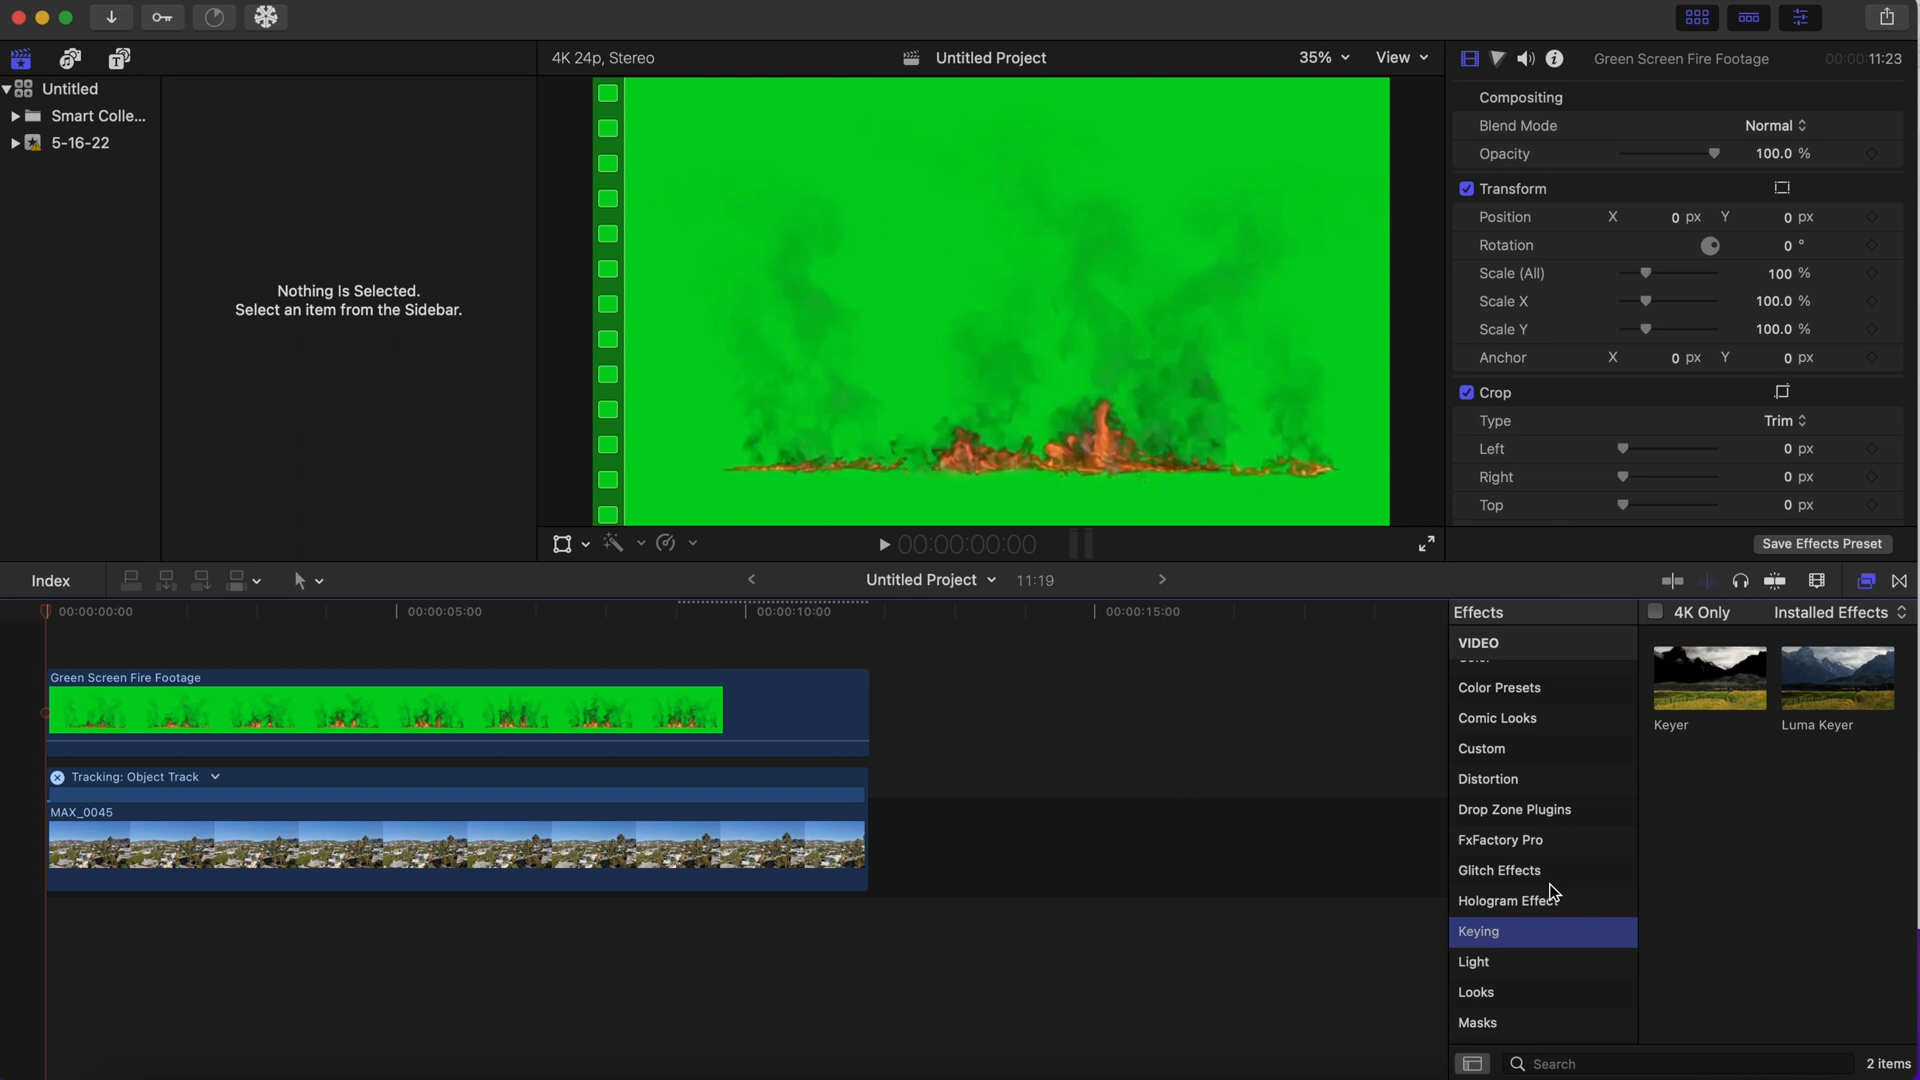 4K 24p, Stereo
Untitled Project
35%
View
Green Screen Fire Footage
00:00:11:23
Untitled
Smart Colle...
5-16-22
Nothing Is Selected.
Select an item from the Sidebar.
Compositing
Blend Mode
Normal
Opacity
100.0 %
Transform
Position
X
0 px
Y
0 px
Rotation
0 °
Scale (All)
100 %
Scale X
100.0 %
Scale Y
100.0 %
Anchor
X
0 px
Y
0 px
Crop
Type
Trim
Left
0 px
Right
0 px
Top
0 px
00:00:00:00
Save Effects Preset
Index
Untitled Project
11:19
00:00:00:00
00:00:05:00
00:00:10:00
00:00:15:00
Green Screen Fire Footage
Tracking: Object Track
MAX_0045
Effects
4K Only
Installed Effects
VIDEO
Color
Color Presets
Comic Looks
Custom
Distortion
Drop Zone Plugins
FxFactory Pro
Glitch Effects
Hologram Effect
Keying
Light
Looks
Masks
Keyer
Luma Keyer
Search
2 items